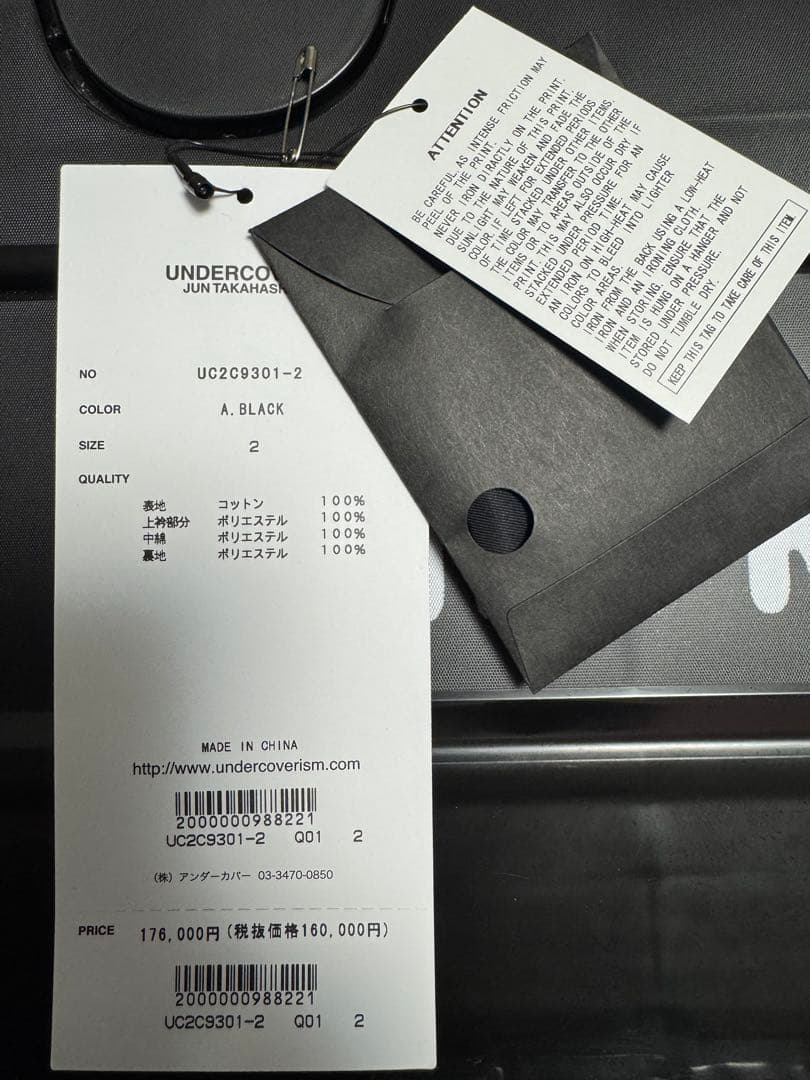 UNDERCOV
JUN TAKAHASH
NO UC2C9301-2
COLOR A.BLACK
SIZE 2
QUALITY
表地 コットン 100%
上衿部分 ポリエステル 100%
中綿 ポリエステル 100%
裏地 ポリエステル 100%
MADE IN CHINA
http://www.undercoverism.com
2000000988221
UC2C9301-2 Q01 2
(株) アンダーカバー 03-3470-0850
PRICE 176,000円(税抜価格160,000円)
2000000988221
UC2C9301-2 Q01 2
ATTENTION
BE CAREFUL, AS INTENSE FRICTION MAY
PEEL OF THE PRINT.
NEVER IRON DIRACTLY ON THE PRINT.
DUE TO THE NATURE OF THIS PRINT,
SUNLIGHT MAY WEAKEN AND FADE THE
COLOR. IF LEFT FOR EXTENDED PERIODS
OF TIME STACKED UNDER OTHER ITEMS,
THE COLOR MAY TRANSFER TO THE OTHER
ITEMS OR TO AREAS OUTSIDE OF THE
PRINT. THIS MAY ALSO OCCUR DRY, IF
STACKED UNDER PRESSURE FOR AN
EXTENDED PERIOD TIME.
AN IRON ON HIGH-HEAT MAY CAUSE
COLORS TO BLEED INTO LIGHTER
COLOR AREAS.
IRON FROM THE BACK USING A LOW-HEAT
IRON AND AN IRONING CLOTH.
WHEN STORING, ENSURE THAT THE
ITEM IS HUNG ON A HANGER AND NOT
STORED UNDER PRESSURE.
DO NOT TUMBLE DRY.
KEEP THIS TAG TO TAKE CARE OF THIS ITEM.